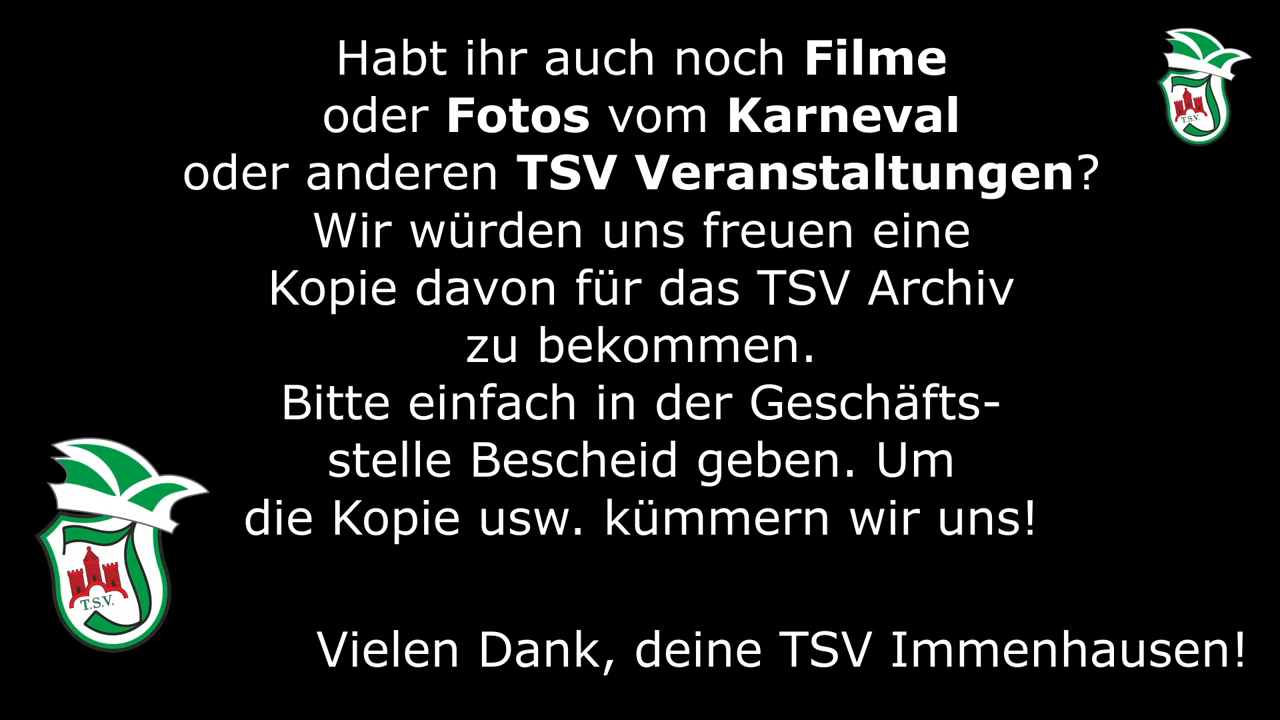 Habt ihr auch noch Filme
oder Fotos vom Karneval
oder anderen TSV Veranstaltungen?
Wir würden uns freuen eine
Kopie davon für das TSV Archiv
zu bekommen.
Bitte einfach in der Geschäfts-
stelle Bescheid geben. Um
die Kopie usw. kümmern wir uns!
Vielen Dank, deine TSV Immenhausen!
T.S.V.
T.S.V.